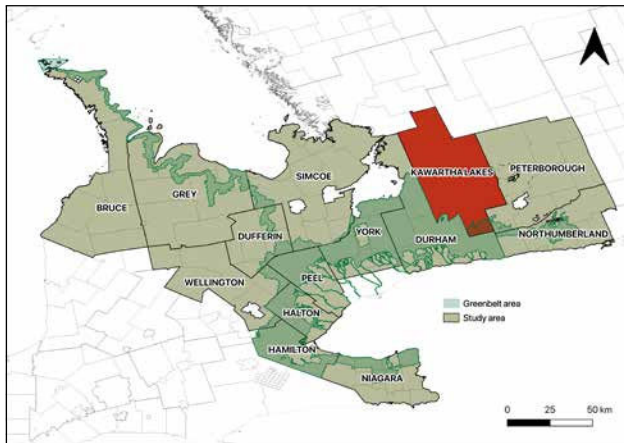 KAWARTHA LAKES
PETERBOROUGH
SIMCOE
GREY
BRUCE
YORK
DUFFERIN
DURHAM
NORTHUMBERLAND
WELLINGTON
PEEL
Greenbelt area
HALTON
Study area
HAMILTON
NIAGARA
0 25 50 km